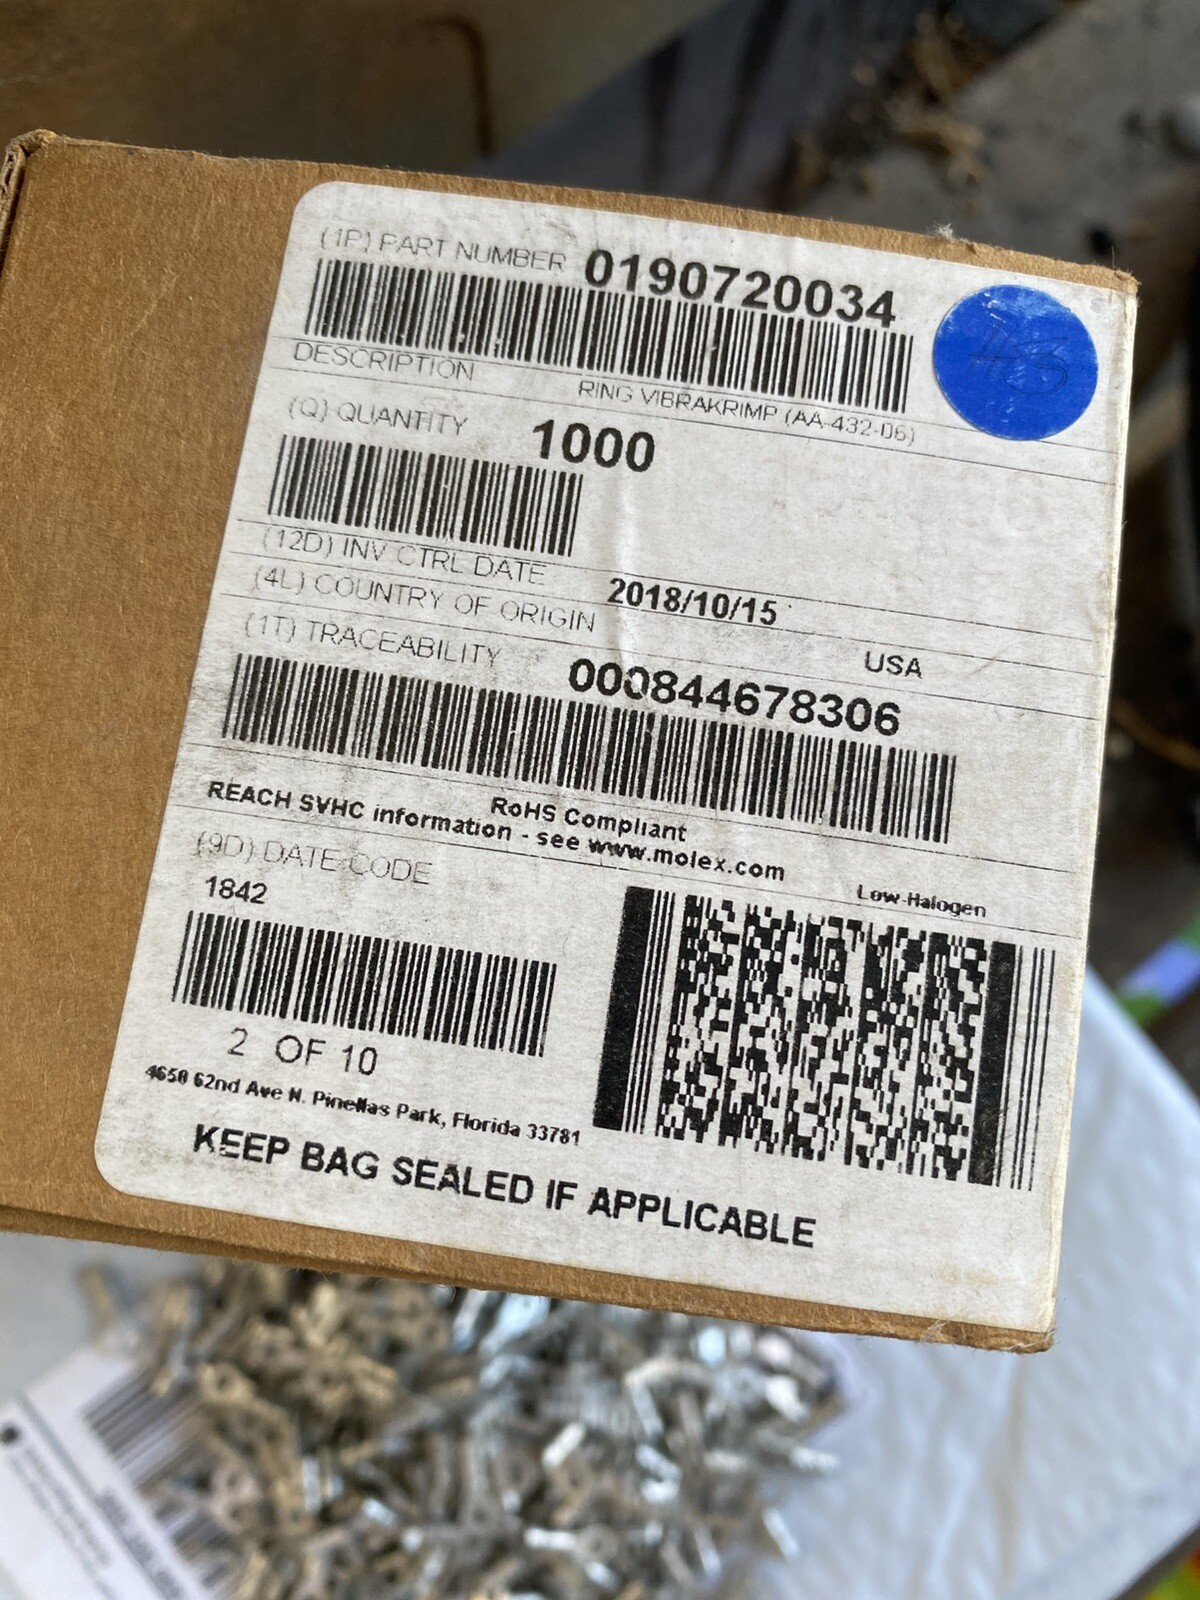 (1P) PART NUMBER 0190720034
DESCRIPTION RING VIBRAKRIMP (AA-432-06)
(Q) QUANTITY 1000
(12D) INV CTRL DATE 2018/10/15
(4L) COUNTRY OF ORIGIN USA
(1T) TRACEABILITY 000844678306
RoHS Compliant
REACH SVHC information - see www.molex.com
Low-Halogen
(9D) DATE CODE
1842
2 OF 10
4650 62nd Ave N. Pinellas Park, Florida 33781
KEEP BAG SEALED IF APPLICABLE